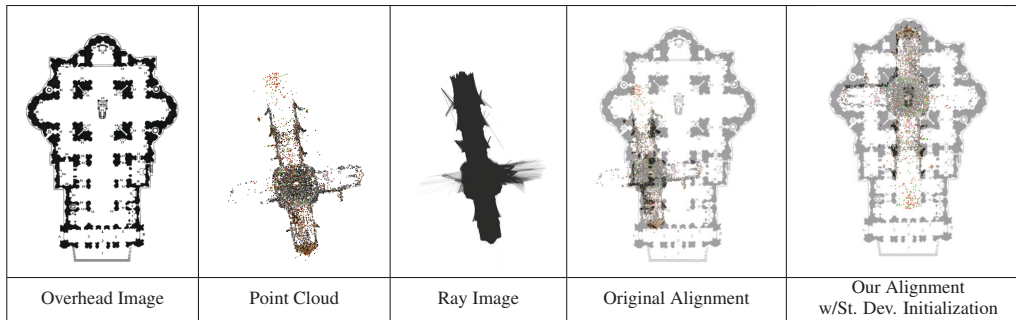 Overhead Image
Point Cloud
Ray Image
Original Alignment
Our Alignment
w/St. Dev. Initialization